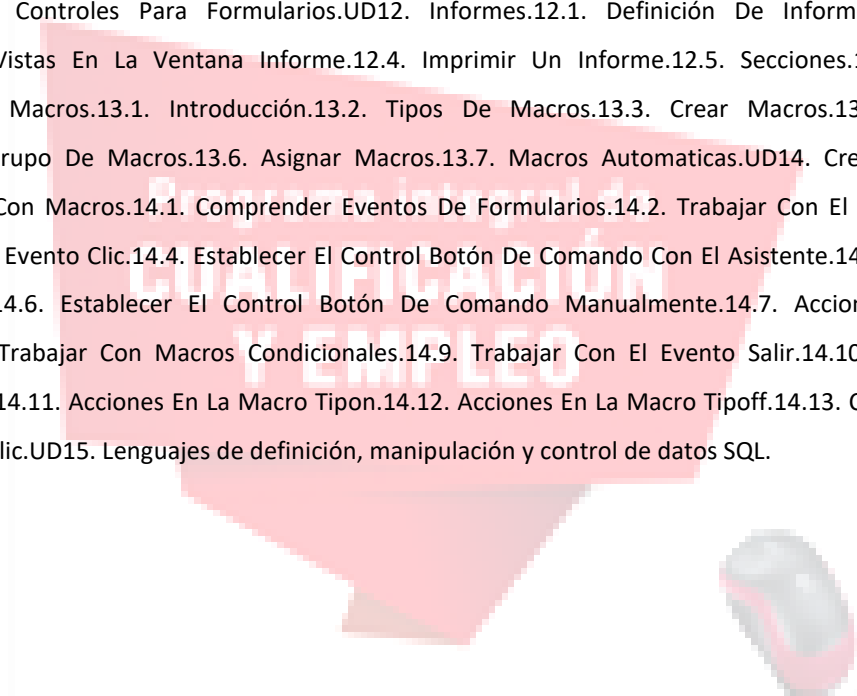 Controles Para Formularios.UD12. Informes.12.1. Definición De Inform
Vistas En La Ventana Informe.12.4. Imprimir Un Informe.12.5. Secciones.1
Macros.13.1. Introducción.13.2. Tipos De Macros.13.3. Crear Macros.13
rupo De Macros.13.6. Asignar Macros.13.7. Macros Automaticas.UD14. Cre
Con Macros.14.1. Comprender Eventos De Formularios.14.2. Trabajar Con El
Programa integral de
Evento Clic.14.4. Establecer El Control Botón De Comando Con El Asistente.14
CUALIFICACIÓN
4.6. Establecer El Control Botón De Comando Manualmente.14.7. Accion
Trabajar Con Macros Condicionales.14.9. Trabajar Con El Evento Salir.14.10
Y EMPLEO
14.11. Acciones En La Macro Tipon.14.12. Acciones En La Macro Tipoff.14.13. C
lic.UD15. Lenguajes de definición, manipulación y control de datos SQL.